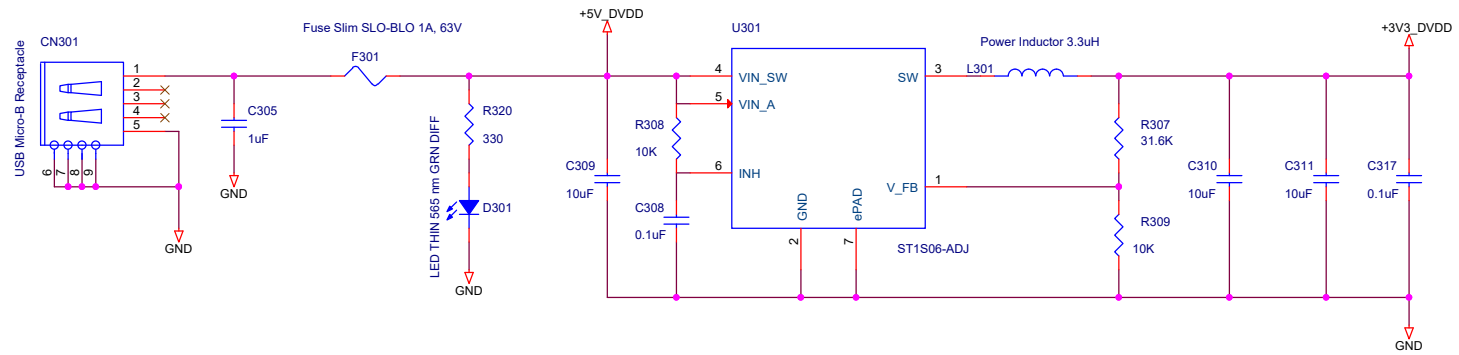 +5V_DVDD
+3V3_DVDD
Fuse Slim SLO-BLO 1A, 63V
U301
CN301
Power Inductor 3.3uH
F301
L301
USB Micro-B Receptacle
1
2
3
4
5
6
7
8
9
GND
C305
1uF
GND
R320
330
LED THIN 565 nm GRN DIFF
D301
GND
C309
10uF
R308
10K
C308
0.1uF
4
VIN_SW
5
VIN_A
6
INH
SW
3
V_FB
1
GND
2
ePAD
7
ST1S06-ADJ
R307
31.6K
R309
10K
C310
10uF
C311
10uF
C317
0.1uF
GND